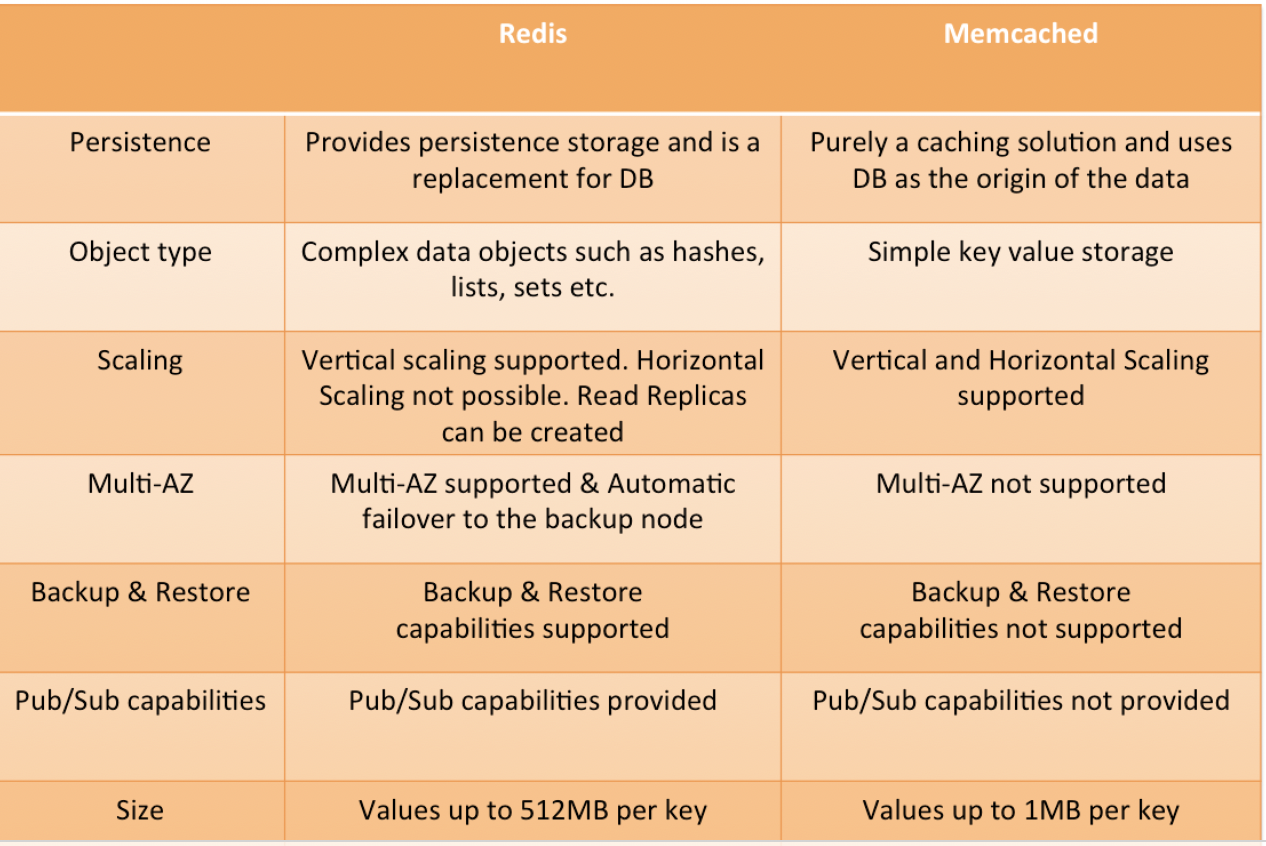 Redis
Memcached
Persistence
Provides persistence storage and is a
replacement for DB
Purely a caching solution and uses
DB as the origin of the data
Object type
Complex data objects such as hashes,
lists, sets etc.
Simple key value storage
Scaling
Vertical scaling supported. Horizontal
Scaling not possible. Read Replicas
can be created
Vertical and Horizontal Scaling
supported
Multi-AZ
Multi-AZ supported & Automatic
failover to the backup node
Multi-AZ not supported
Backup & Restore
Backup & Restore
capabilities supported
Backup & Restore
capabilities not supported
Pub/Sub capabilities
Pub/Sub capabilities provided
Pub/Sub capabilities not provided
Size
Values up to 512MB per key
Values up to 1MB per key